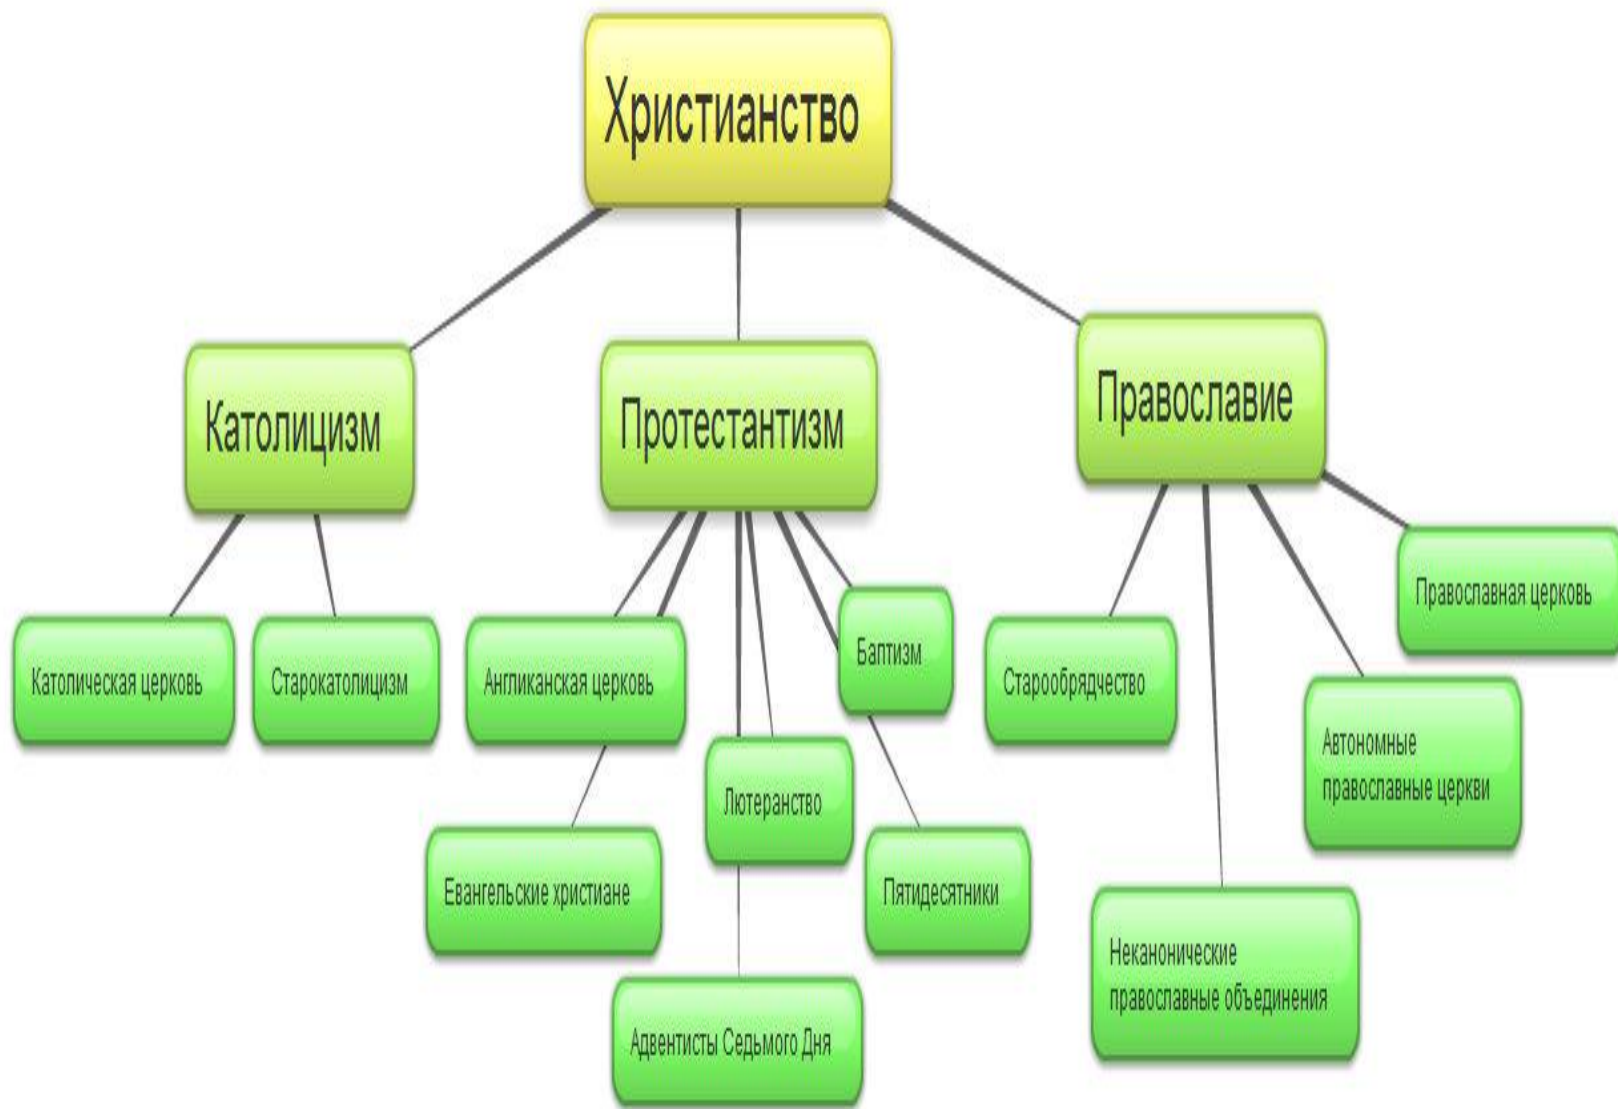 Христианство
Католицизм
Протестантизм
Православие
Католическая церковь
Старокатолицизм
Англиканская церковь
Евангельские христиане
Адвентисты Седьмого Дня
Лютеранство
Пятидесятники
Баптизм
Старообрядчество
Неканонические
православные объединения
Автономные
православные церкви
Православная церковь